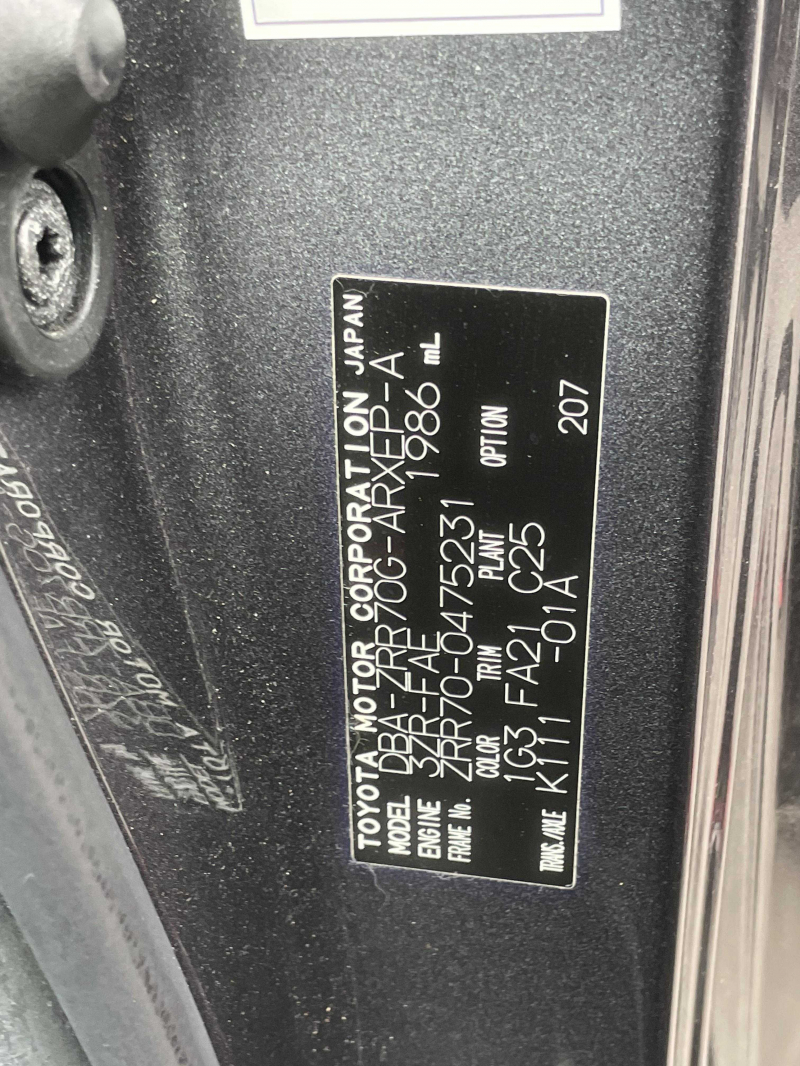 TOYOTA MOTOR CORPORATION JAPAN
MODEL DBA-ZRR70G-ARXEP-A
ENGINE 3ZR-FAE 1986 mL
FRAME No. ZRR70-0475231
COLOR TRIM PLANT OPTION
1G3 FA21 C25
TRANS./AXLE K111 -01A 207